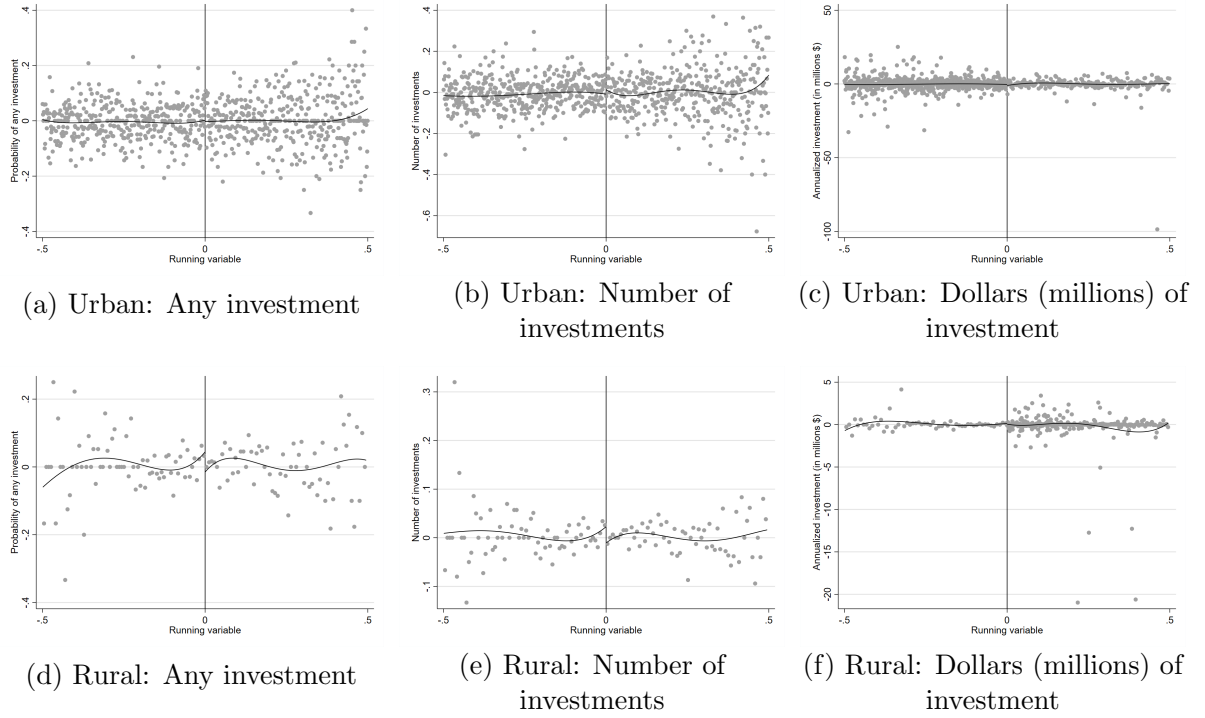 .4
.2
0
-.2
-.4
Probability of any investment
-.5
0
.5
Running variable
(a) Urban: Any investment
.4
.2
0
-.2
-.4
-.6
Number of investments
-.5
0
.5
Running variable
(b) Urban: Number of
investments
50
0
-50
-100
Annualized investment (in millions $)
-.5
0
.5
Running variable
(c) Urban: Dollars (millions) of
investment
.2
0
-.2
-.4
Probability of any investment
-.5
0
.5
Running variable
(d) Rural: Any investment
.3
.2
.1
0
-.1
Number of investments
-.5
0
.5
Running variable
(e) Rural: Number of
investments
5
0
-5
-10
-15
-20
Annualized investment (in millions $)
-.5
0
.5
Running variable
(f) Rural: Dollars (millions) of
investment